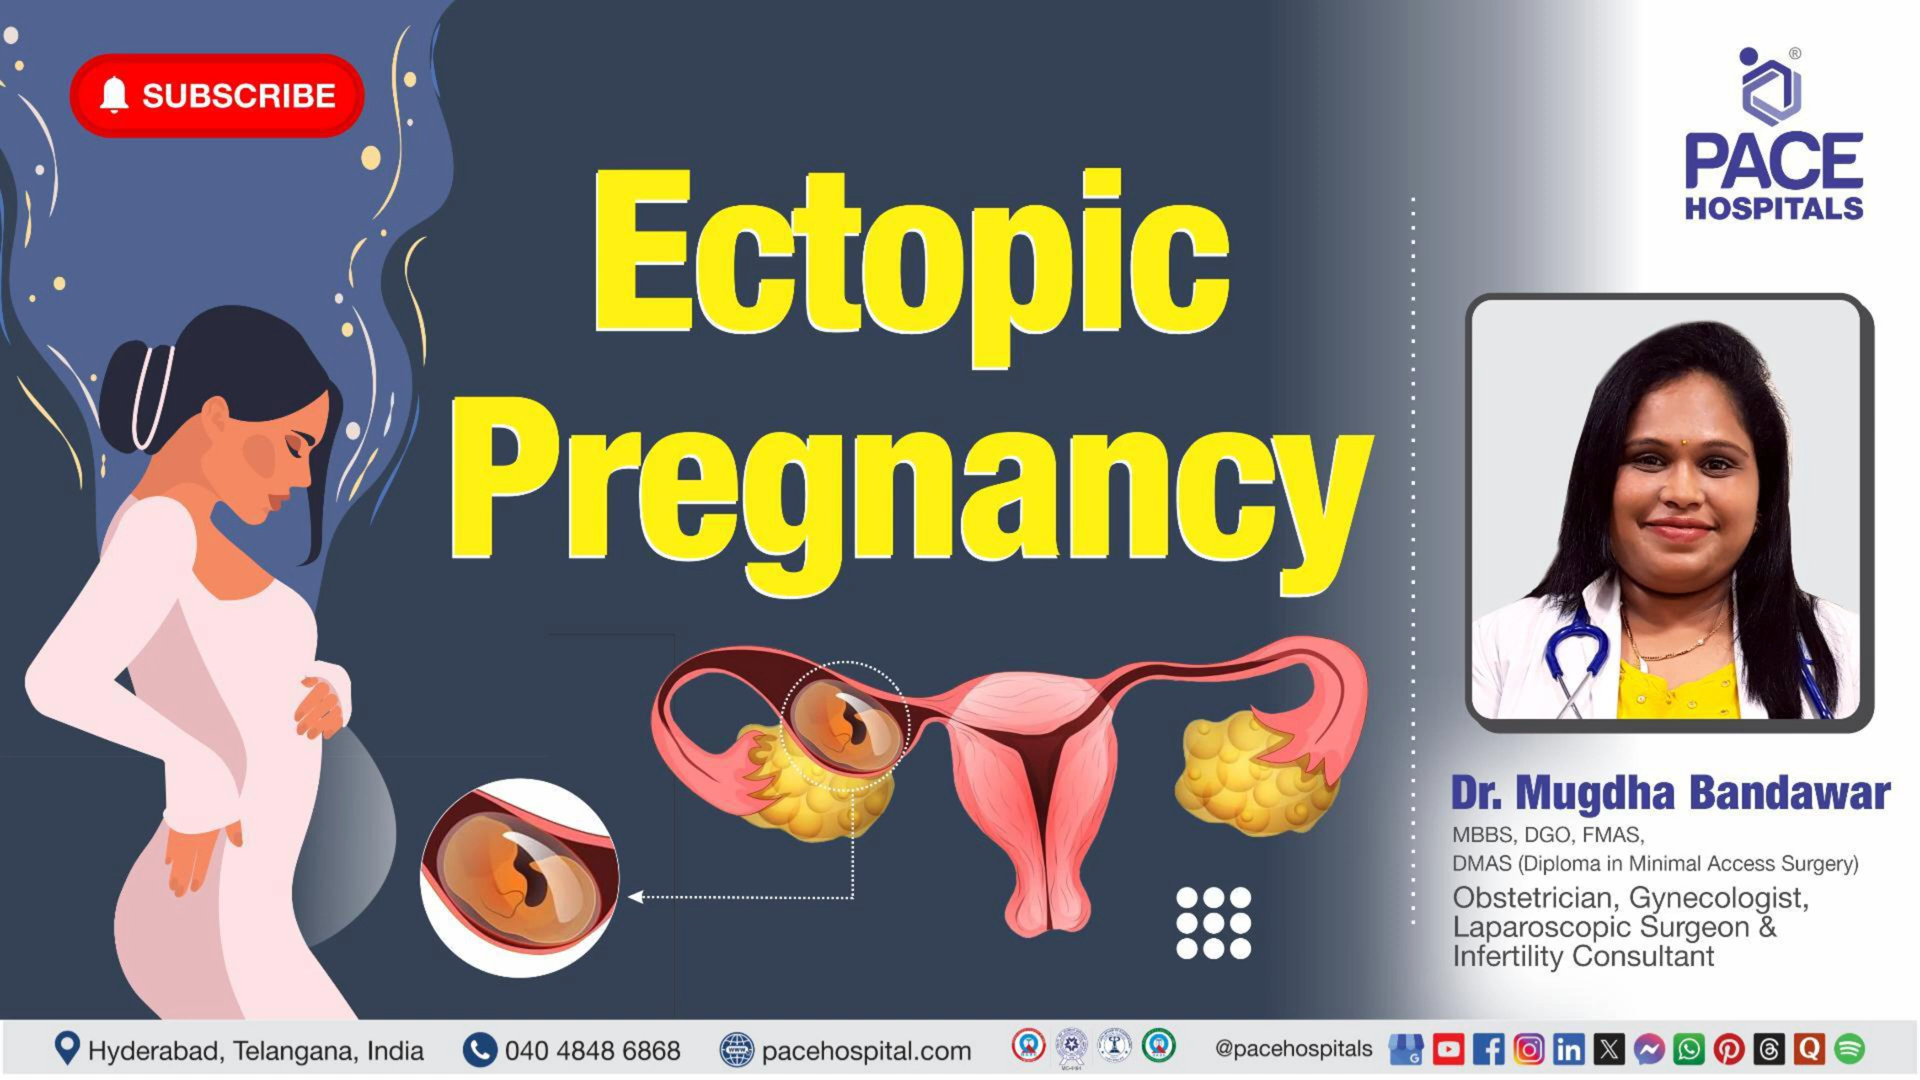 SUBSCRIBE
Ectopic
Pregnancy
®
PACE
HOSPITALS
Dr. Mugdha Bandawar
MBBS, DGO, FMAS,
DMAS (Diploma in Minimal Access Surgery)
Obstetrician, Gynecologist,
Laparoscopic Surgeon &
Infertility Consultant
Hyderabad, Telangana, India
040 4848 6868
pacehospital.com
@pacehospitals